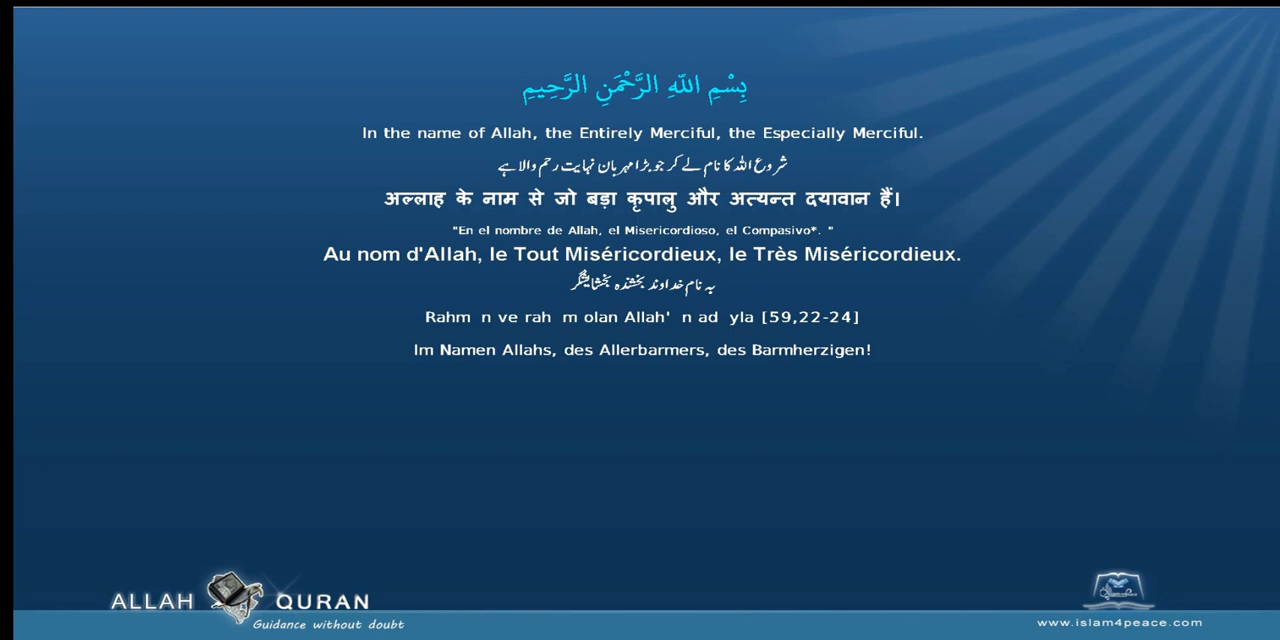 بِسْمِ اللّهِ الرَّحْمَنِ الرَّحِيمِ
In the name of Allah, the Entirely Merciful, the Especially Merciful.
شروع اللہ کا نام لے کر جو بڑا مہربان نہایت رحم والا ہے
अल्लाह के नाम से जो बड़ा कृपालु और अत्यन्त दयावान हैं।
"En el nombre de Allah, el Misericordioso, el Compasivo*. "
Au nom d'Allah, le Tout Miséricordieux, le Très Miséricordieux.
به نام خداوند بخشنده بخشایشگر
Rahm n ve rah m olan Allah' n ad yla [59,22-24]
Im Namen Allahs, des Allerbarmers, des Barmherzigen!
ALLAH QURAN
Guidance without doubt
www.islam4peace.com